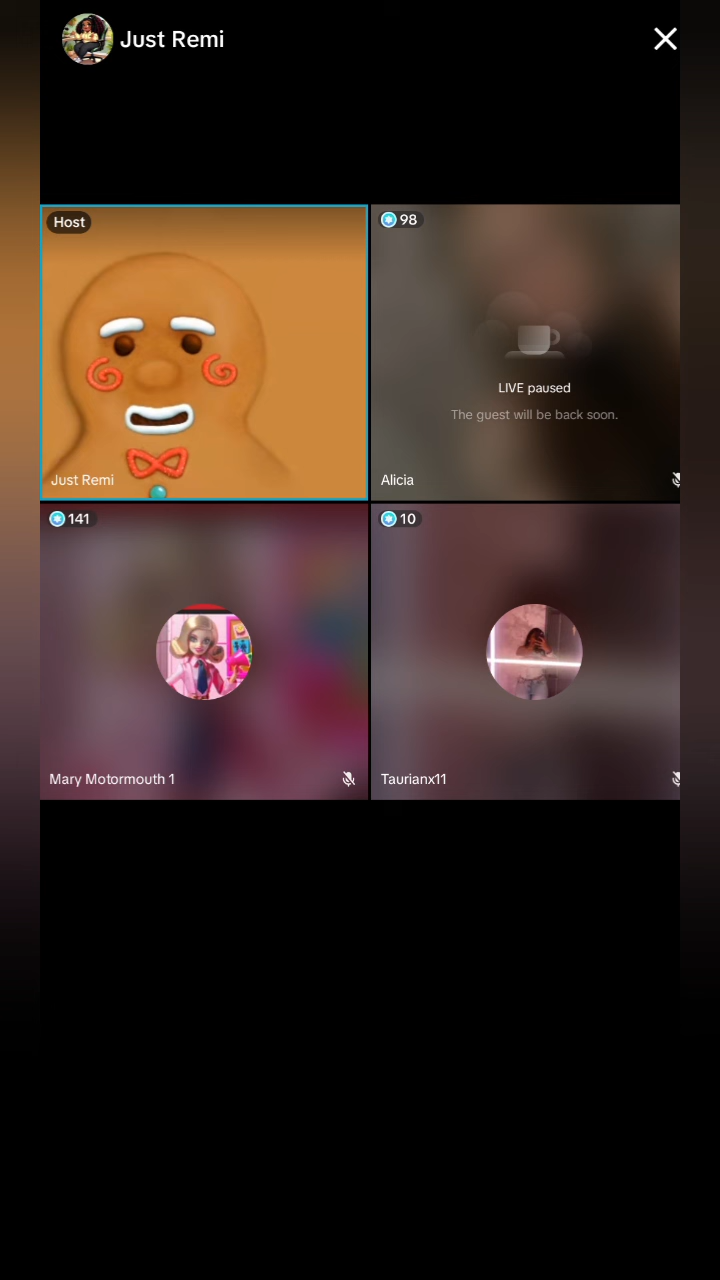 Just Remi
Host
Just Remi
98
LIVE paused
The guest will be back soon.
Alicia
141
Mary Motormouth 1
10
Taurianx11